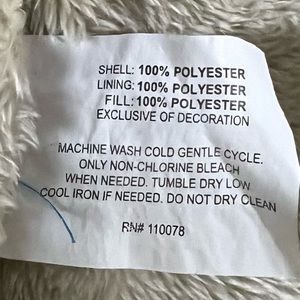 SHELL: 100% POLYESTER
LINING: 100% POLYESTER
FILL: 100% POLYESTER
EXCLUSIVE OF DECORATION
MACHINE WASH COLD GENTLE CYCLE.
ONLY NON-CHLORINE BLEACH
WHEN NEEDED. TUMBLE DRY LOW
COOL IRON IF NEEDED. DO NOT DRY CLEAN
RN# 110078